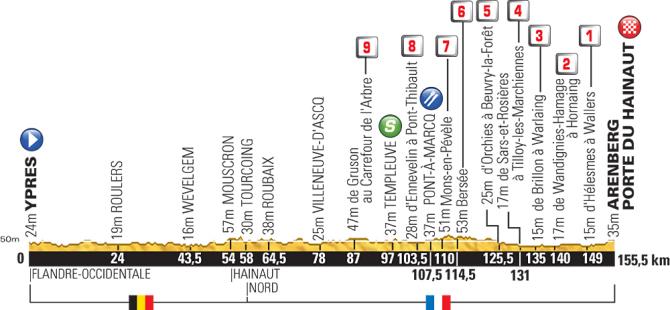 24m YPRES
19m ROULERS
16m WEVELGEM
57m MOUSCRON
30m TOURCOING
38m ROUBAIX
25m VILLENEUVE-D'ASCQ
9
47m de Gruson
au Carrefour de l'Arbre
S
37m TEMPLEUVE
8
28m d'Ennevelin à Pont-Thibault
37m PONT-À-MARCQ
7
51m Mons-en-Pévèle
6
53m Bersée
5
25m d'Orchies à Beuvry-la-Forêt
4
17m de Sars-et-Rosières
à Tilloy-les-Marchiennes
3
15m de Brillon à Warlaing
2
17m de Wandignies-Hamage
à Hornaing
1
15m d'Hélesmes à Wallers
35m ARENBERG
PORTE DU HAINAUT
50m
0 24 43,5 54 58 64,5 78 87 97 103,5 110 125,5 135 140 149 155,5 km
107,5 114,5 131
FLANDRE-OCCIDENTALE HAINAUT
NORD